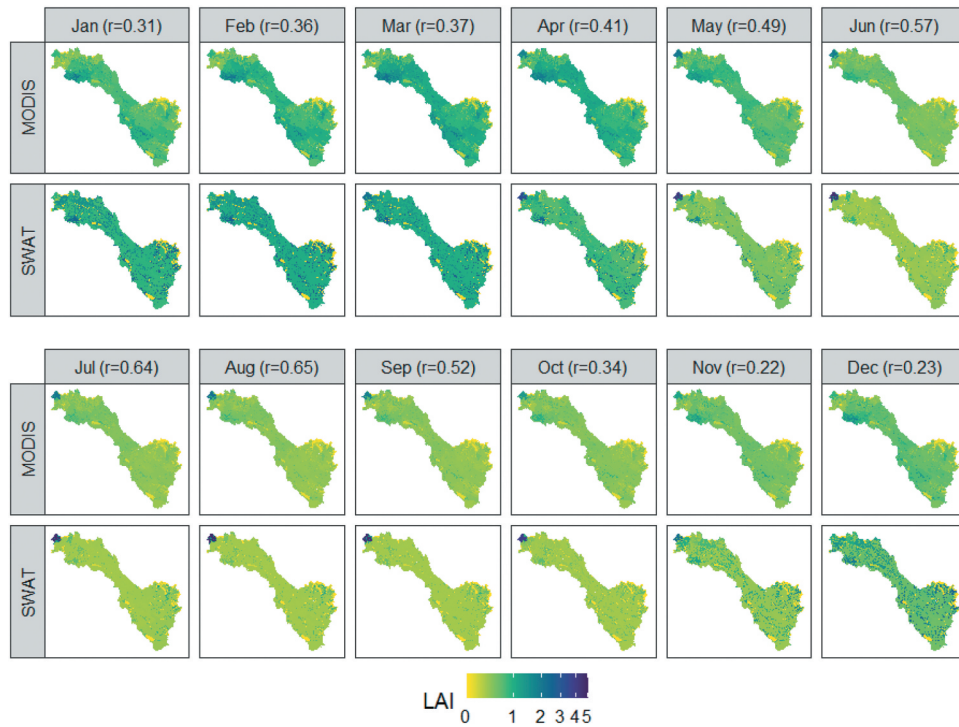 Jan (r=0.31) Feb (r=0.36) Mar (r=0.37) Apr (r=0.41) May (r=0.49) Jun (r=0.57)
MODIS
SWAT
Jul (r=0.64) Aug (r=0.65) Sep (r=0.52) Oct (r=0.34) Nov (r=0.22) Dec (r=0.23)
MODIS
SWAT
LAI
0 1 2 3 4 5